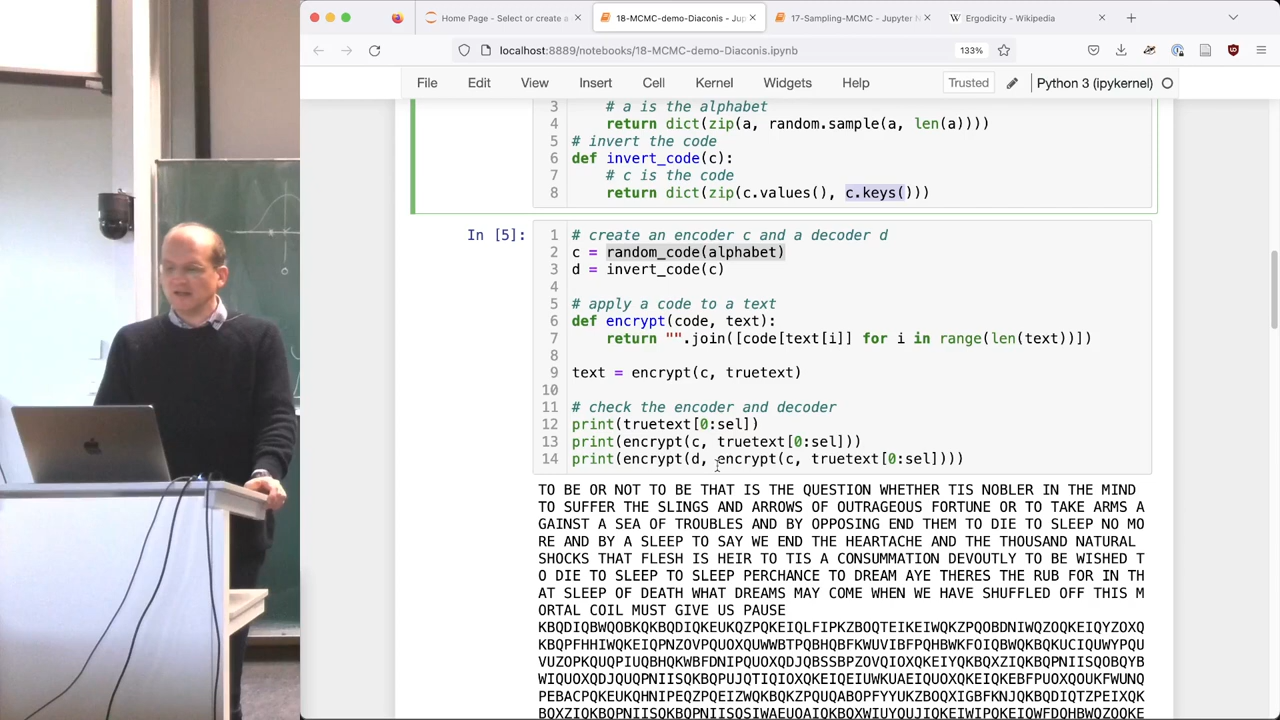 Home Page - Select or create a
18-MCMC-demo-Diaconis - Jup
17-Sampling-MCMC - Jupyter N
W Ergodicity - Wikipedia
localhost:8889/notebooks/18-MCMC-demo-Diaconis.ipynb
133%
File Edit View Insert Cell Kernel Widgets Help
Trusted
Python 3 (ipykernel)
3 # a is the alphabet
4 return dict(zip(a, random.sample(a, len(a))))
5 # invert the code
6 def invert_code(c):
7 # c is the code
8 return dict(zip(c.values(), c.keys()))
In [5]:
1 # create an encoder c and a decoder d
2 c = random_code(alphabet)
3 d = invert_code(c)
4
5 # apply a code to a text
6 def encrypt(code, text):
7 return "".join([code[text[i]] for i in range(len(text))])
8
9 text = encrypt(c, truetext)
10
11 # check the encoder and decoder
12 print(truetext[0:sel])
13 print(encrypt(c, truetext[0:sel]))
14 print(encrypt(d, encrypt(c, truetext[0:sel])))
TO BE OR NOT TO BE THAT IS THE QUESTION WHETHER TIS NOBLER IN THE MIND
TO SUFFER THE SLINGS AND ARROWS OF OUTRAGEOUS FORTUNE OR TO TAKE ARMS A
GAINST A SEA OF TROUBLES AND BY OPPOSING END THEM TO DIE TO SLEEP NO MO
RE AND BY A SLEEP TO SAY WE END THE HEARTACHE AND THE THOUSAND NATURAL
SHOCKS THAT FLESH IS HEIR TO TIS A CONSUMMATION DEVOUTLY TO BE WISHED T
O DIE TO SLEEP TO SLEEP PERCHANCE TO DREAM AYE THERES THE RUB FOR IN TH
AT SLEEP OF DEATH WHAT DREAMS MAY COME WHEN WE HAVE SHUFFLED OFF THIS M
ORTAL COIL MUST GIVE US PAUSE